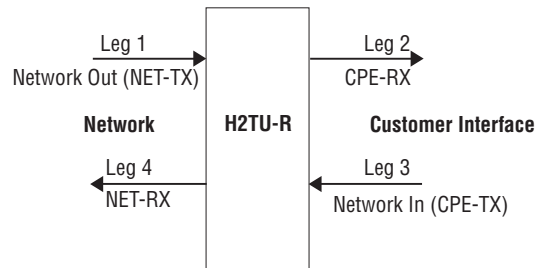 Leg 1
Network Out (NET-TX)
Leg 2
CPE-RX
Network
H2TU-R
Customer Interface
Leg 4
NET-RX
Leg 3
Network In (CPE-TX)